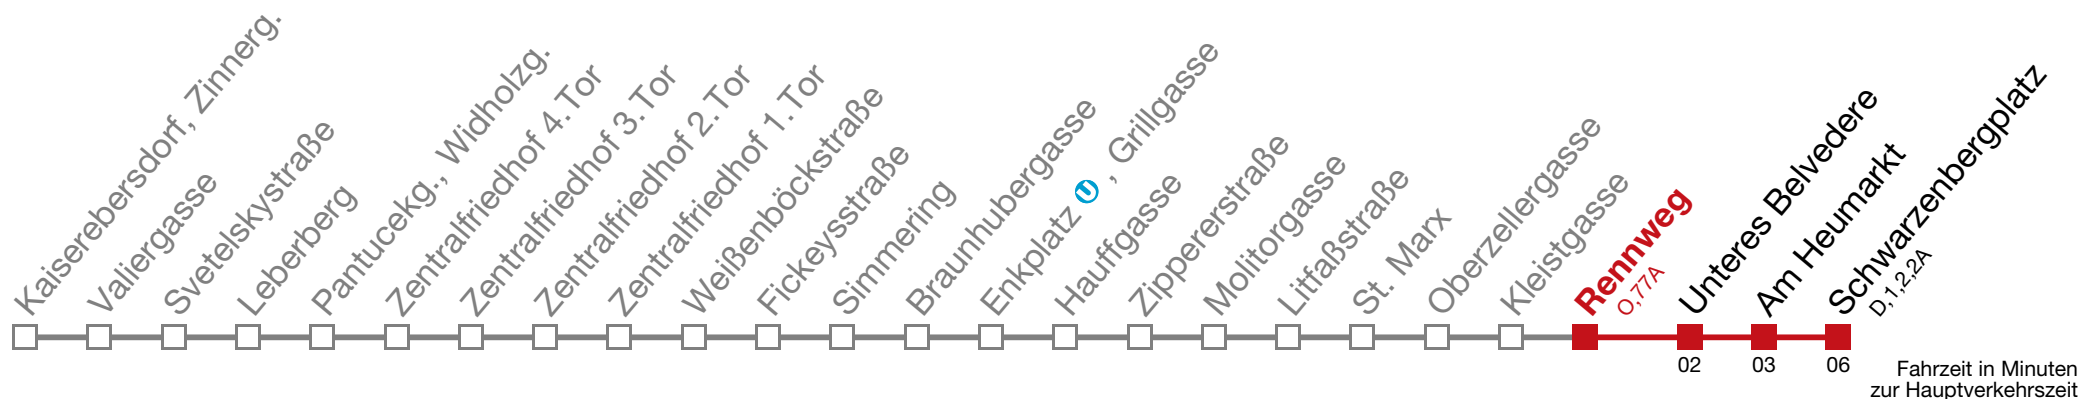 Kaiserebersdorf, Zinnerg.
Valiergasse
Svetelskystraße
Leberberg
Pantucekg., Widholzg.
Zentralfriedhof 4.Tor
Zentralfriedhof 3.Tor
Zentralfriedhof 2.Tor
Zentralfriedhof 1.Tor
Weißenböckstraße
Fickeysstraße
Simmering
Braunhubergasse
Enkplatz U, Grillgasse
Hauffgasse
Zippererstraße
Molitorgasse
Litfaßstraße
St. Marx
Oberzellergasse
Kleistgasse
Rennweg
O,77A
Unteres Belvedere
Am Heumarkt
Schwarzenbergplatz
D,1,2,2A
02
03
06
Fahrzeit in Minuten
zur Hauptverkehrszeit